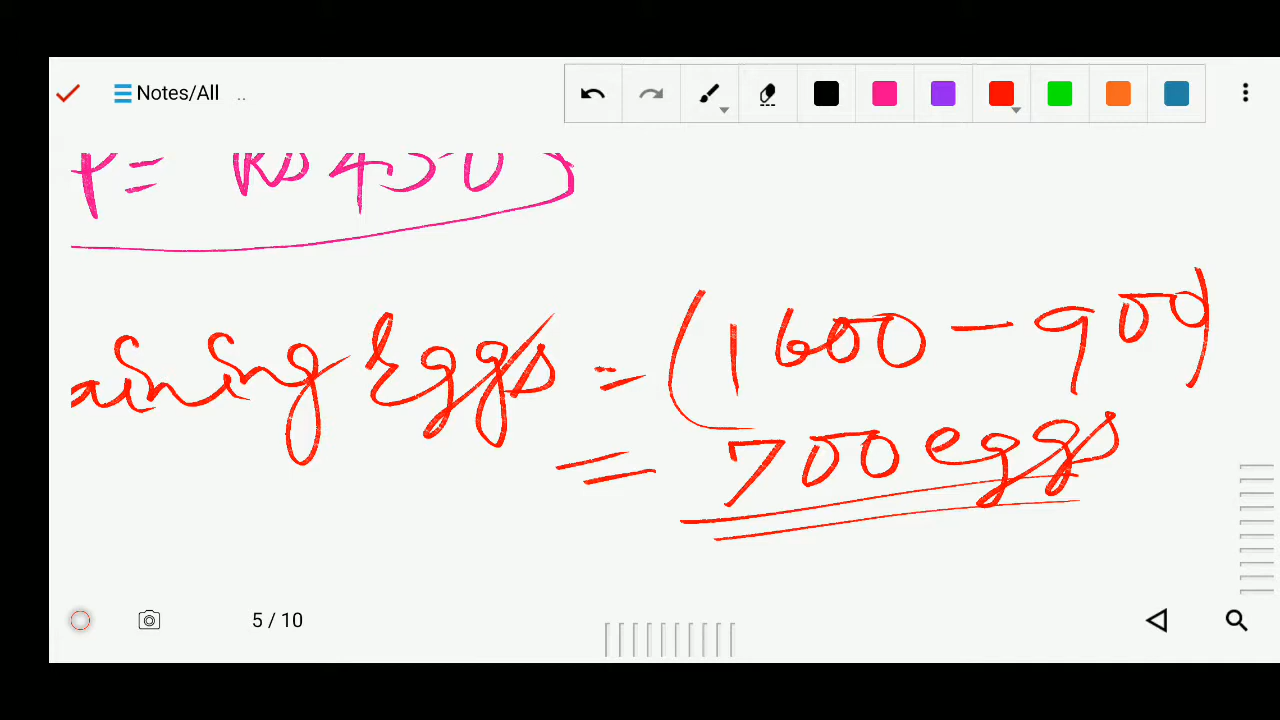 Notes/All ..
P = Rs 450
aining Eggs = (1600 - 900)
= 700 eggs
5 / 10